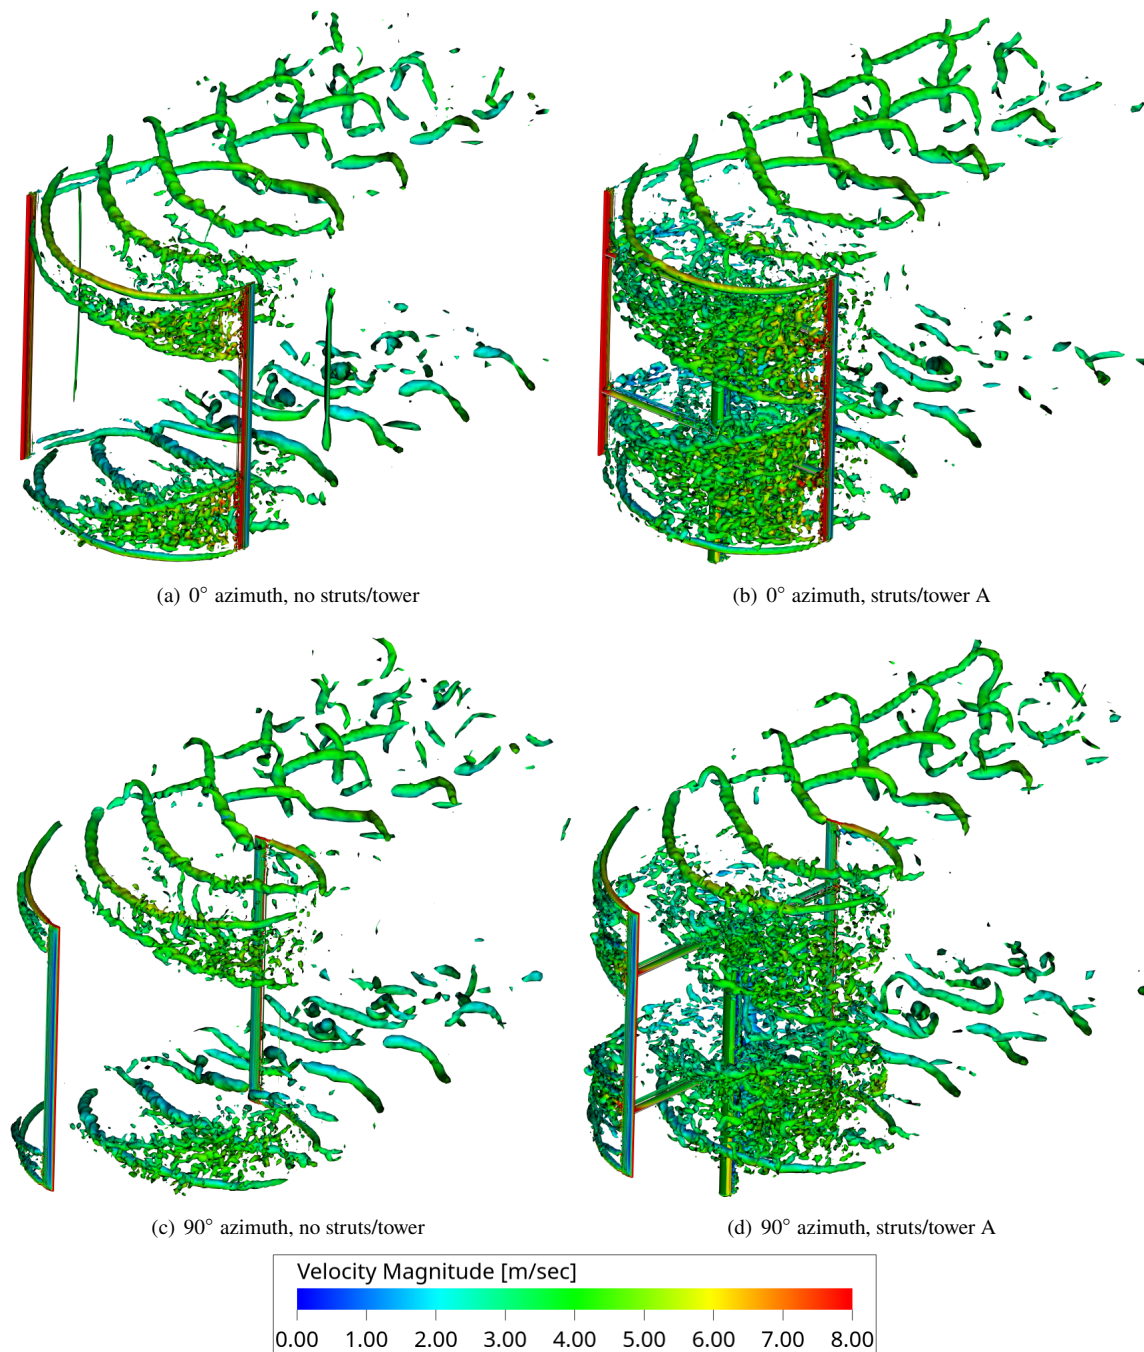 (a) 0° azimuth, no struts/tower
(b) 0° azimuth, struts/tower A
(c) 90° azimuth, no struts/tower
(d) 90° azimuth, struts/tower A
Velocity Magnitude [m/sec]
0.00 1.00 2.00 3.00 4.00 5.00 6.00 7.00 8.00